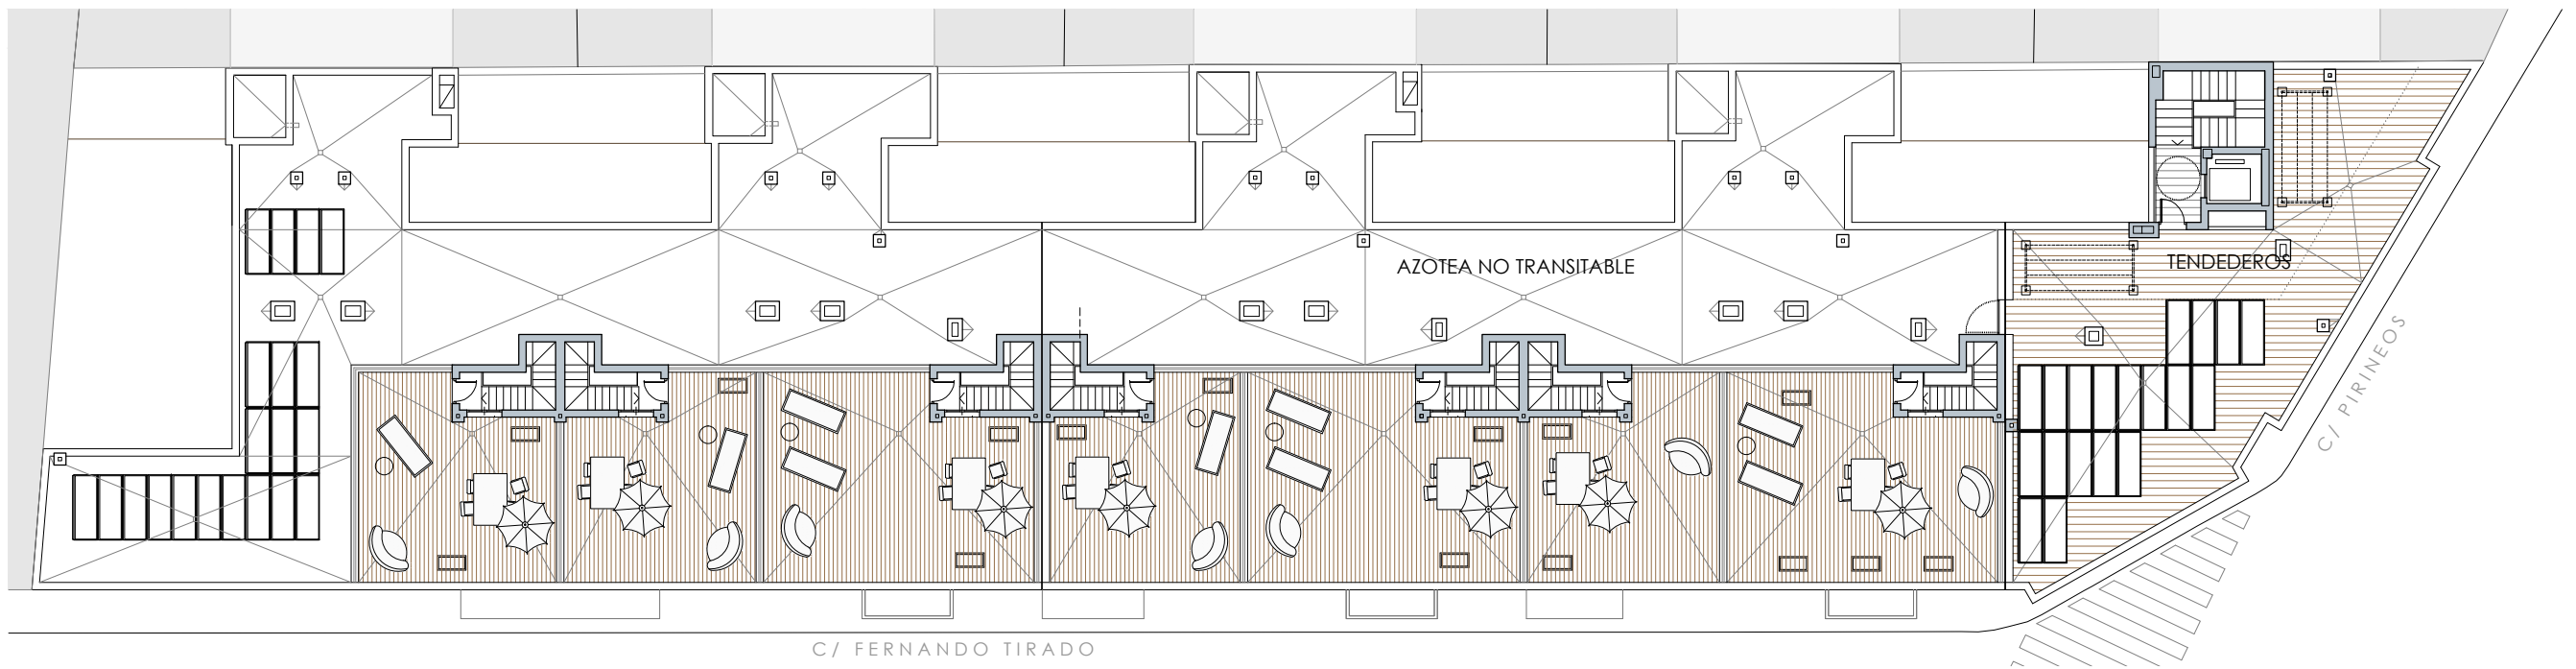 AZOTEA NO TRANSITABLE
TENDEDEROS
C/ PIRINEOS
C/ FERNANDO TIRADO